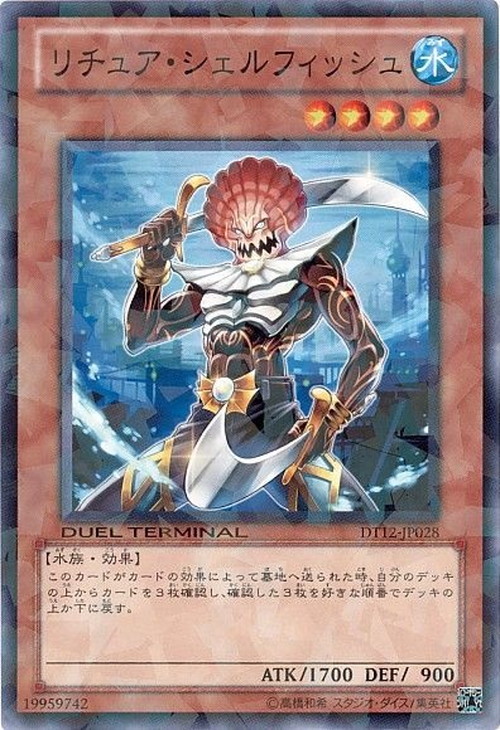 リチュア・シェルフィッシュ
水
DUEL TERMINAL
DT12-JP028
【水族・効果】
このカードがカードの効果によって墓地へ送られた時、自分のデッキ
の上からカードを3枚確認し、確認した3枚を好きな順番でデッキの
上か下に戻す。
ATK/1700 DEF/ 900
19959742
©高橋和希 スタジオ・ダイス/集英社